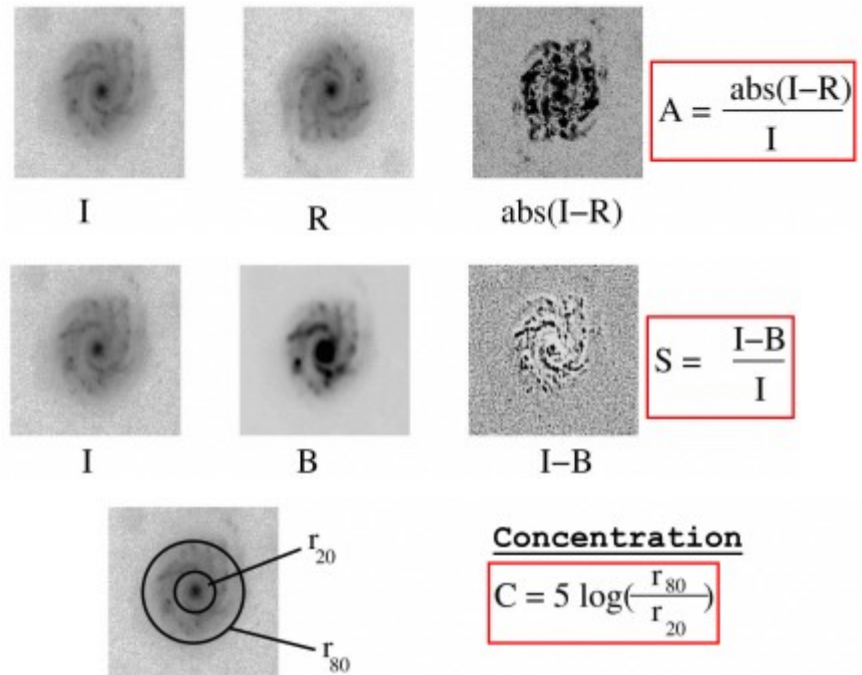 I R abs(I–R)
A = abs(I–R) / I
I B I–B
S = I–B / I
r20
r80
Concentration
C = 5 log(r80 / r20)